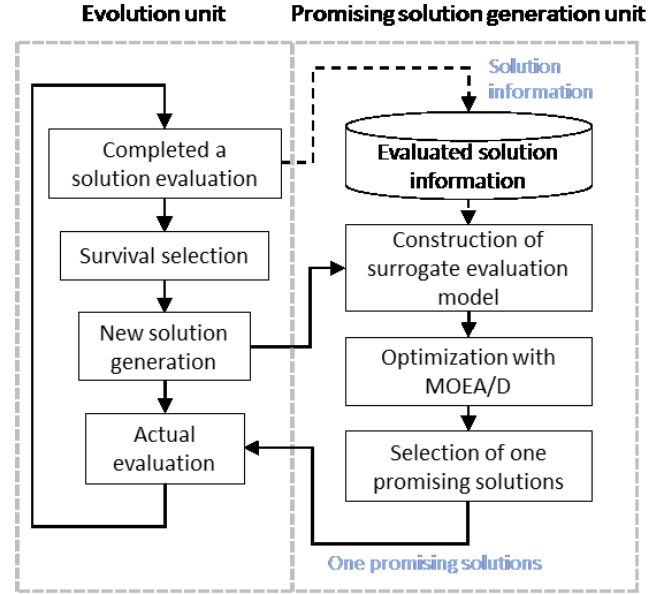 Evolution unit
Promising solution generation unit
Solution
information
Completed a
solution evaluation
Evaluated solution
information
Survival selection
Construction of
surrogate evaluation
model
New solution
generation
Optimization with
MOEA/D
Actual
evaluation
Selection of one
promising solutions
One promising solutions